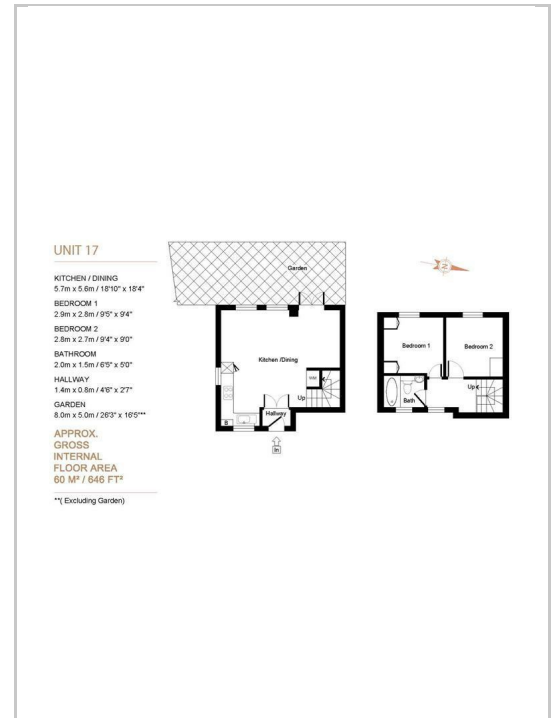 UNIT 17
KITCHEN / DINING
5.7m x 5.6m / 18'10" x 18'4"
BEDROOM 1
2.9m x 2.8m / 9'5" x 9'4"
BEDROOM 2
2.8m x 2.7m / 9'4" x 9'0"
BATHROOM
2.0m x 1.5m / 6'5" x 5'0"
HALLWAY
1.4m x 0.8m / 4'6" x 2'7"
GARDEN
8.0m x 5.0m / 26'3" x 16'5"**
APPROX.
GROSS
INTERNAL
FLOOR AREA
60 M² / 646 FT²
**( Excluding Garden)
Garden
Kitchen /Dining
Up
Hallway
B
In
N
Bedroom 1
Bedroom 2
Bath
Up